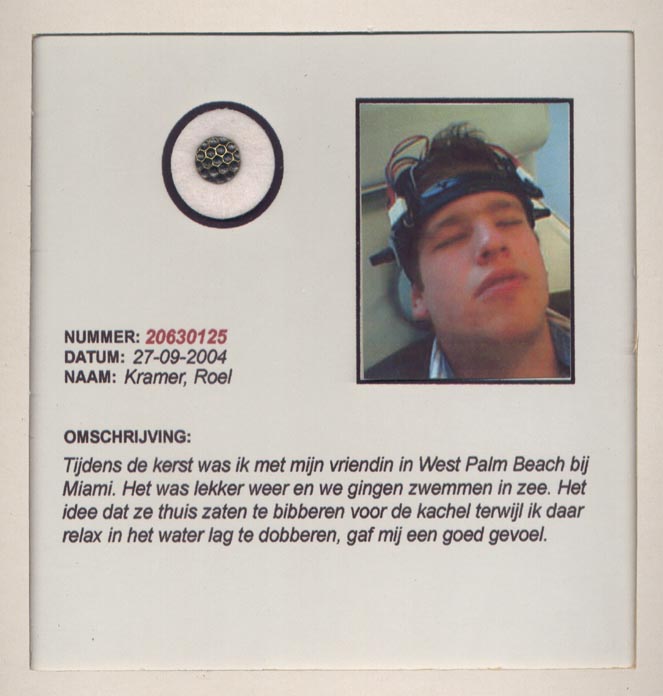 NUMMER: 20630125
DATUM: 27-09-2004
NAAM: Kramer, Roel
OMSCHRIJVING:
Tijdens de kerst was ik met mijn vriendin in West Palm Beach bij
Miami. Het was lekker weer en we gingen zwemmen in zee. Het
idee dat ze thuis zaten te bibberen voor de kachel terwijl ik daar
relax in het water lag te dobberen, gaf mij een goed gevoel.